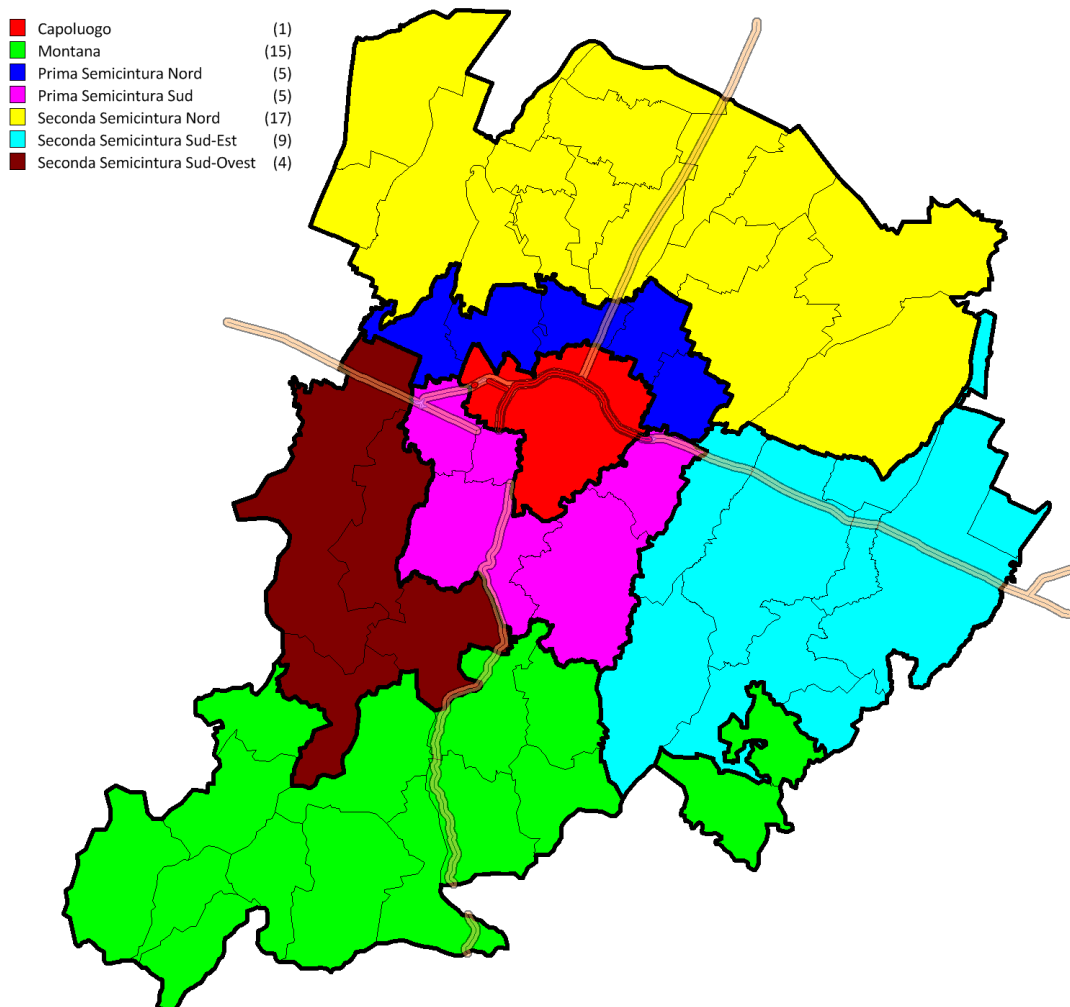 Capoluogo (1)
Montana (15)
Prima Semicintura Nord (5)
Prima Semicintura Sud (5)
Seconda Semicintura Nord (17)
Seconda Semicintura Sud-Est (9)
Seconda Semicintura Sud-Ovest (4)